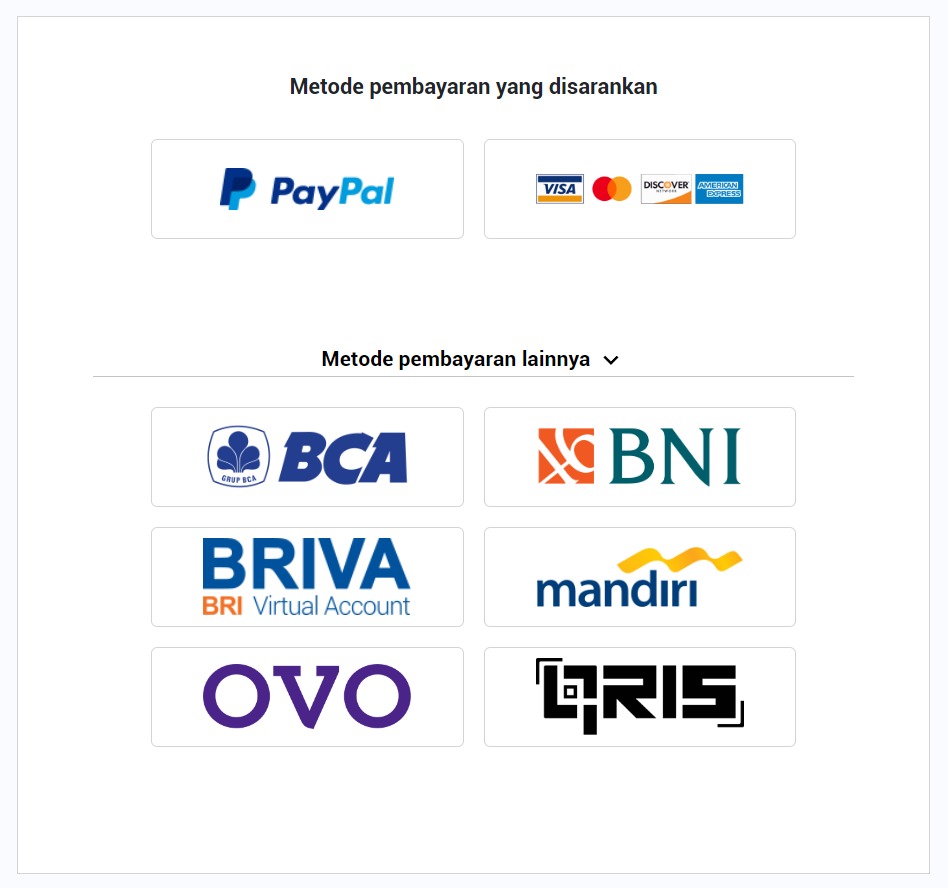 Metode pembayaran yang disarankan
PayPal
VISA DISCOVER NETWORK AMERICAN EXPRESS
Metode pembayaran lainnya
GRUP BCA BCA
BNI
BRIVA
BRI Virtual Account
mandiri
OVO
QRIS